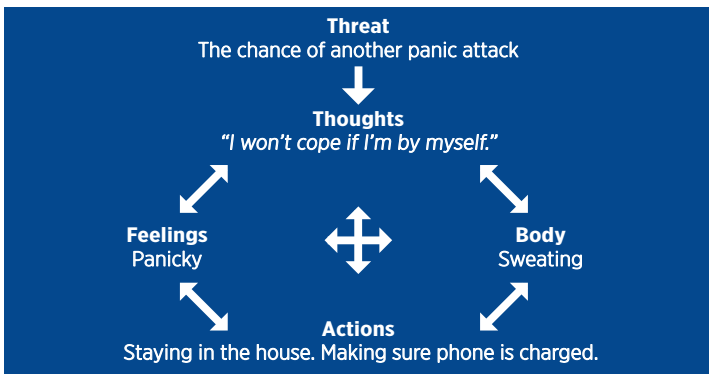 Threat
The chance of another panic attack
Thoughts
“I won’t cope if I’m by myself.”
Feelings
Panicky
Body
Sweating
Actions
Staying in the house. Making sure phone is charged.